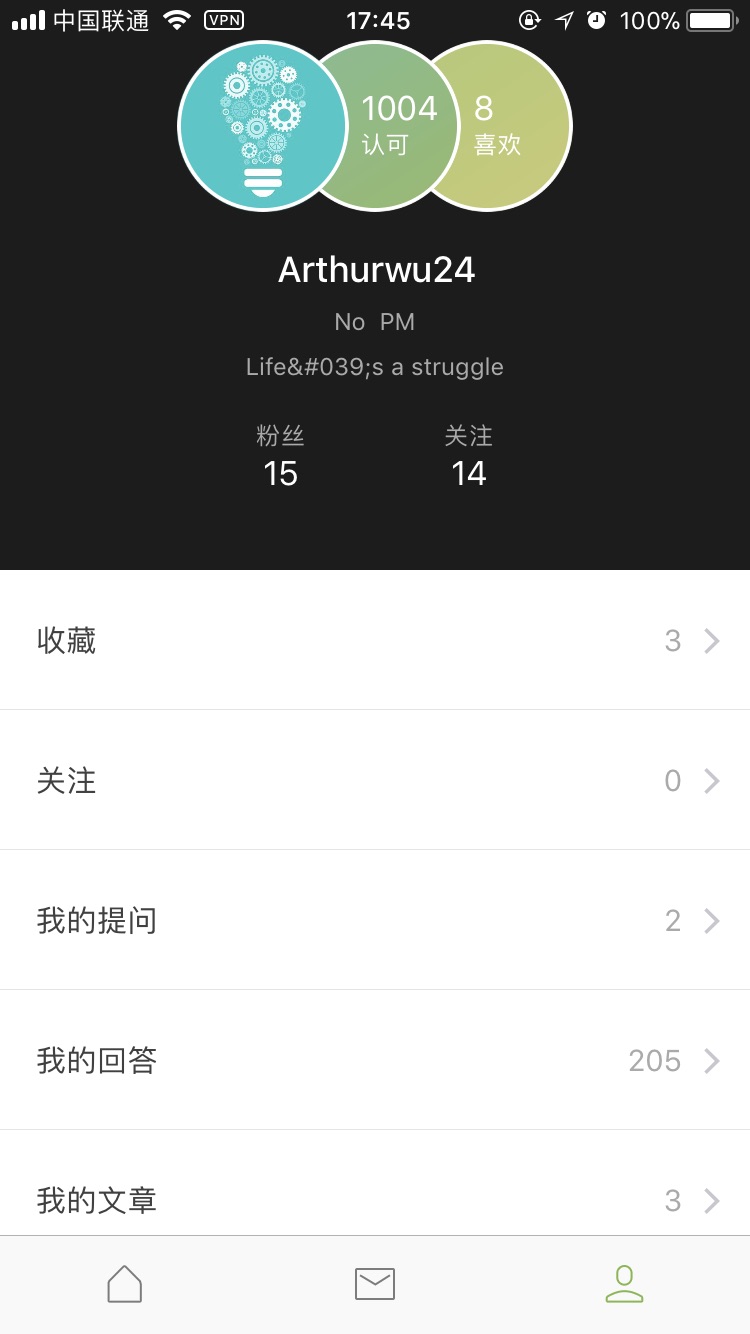 中国联通 VPN 17:45 100%
1004 8
认可 喜欢
Arthurwu24
No PM
Life&#039;s a struggle
粉丝 关注
15 14
收藏 3
关注 0
我的提问 2
我的回答 205
我的文章 3